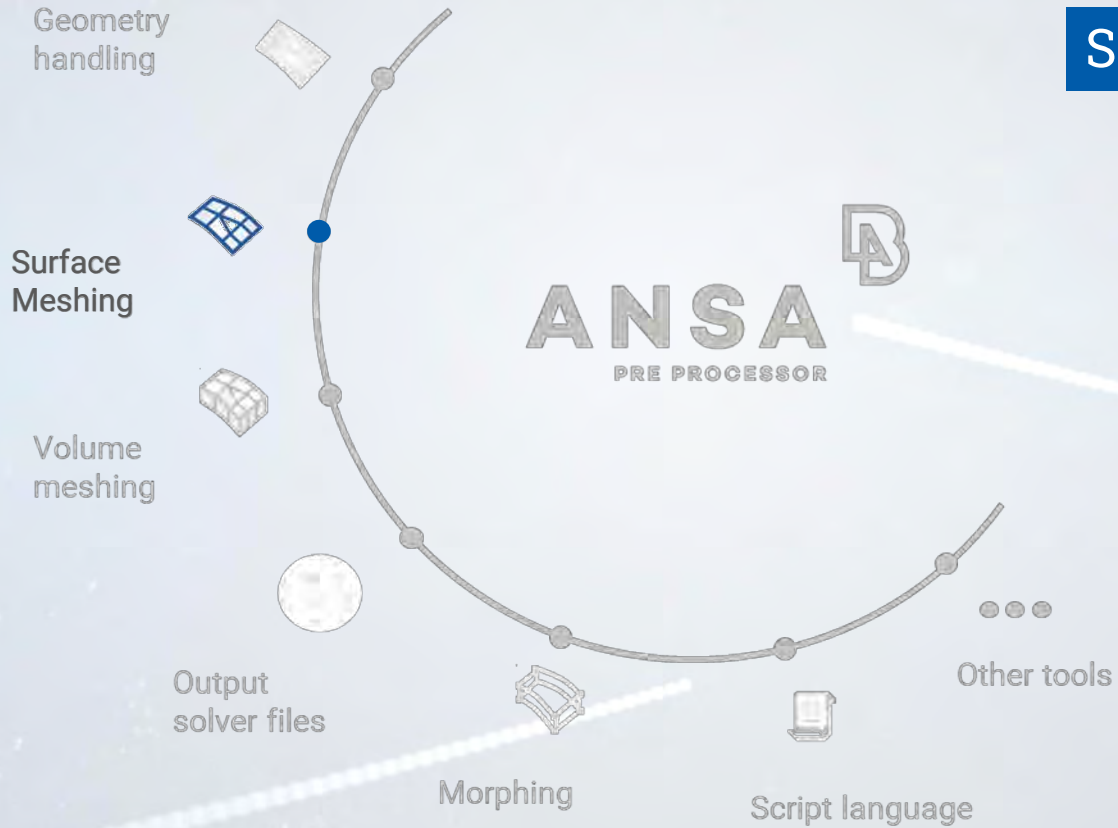 Geometry
handling
S
Surface
Meshing
ANSA
PRE PROCESSOR
Volume
meshing
Output
solver files
Morphing
Script language
Other tools